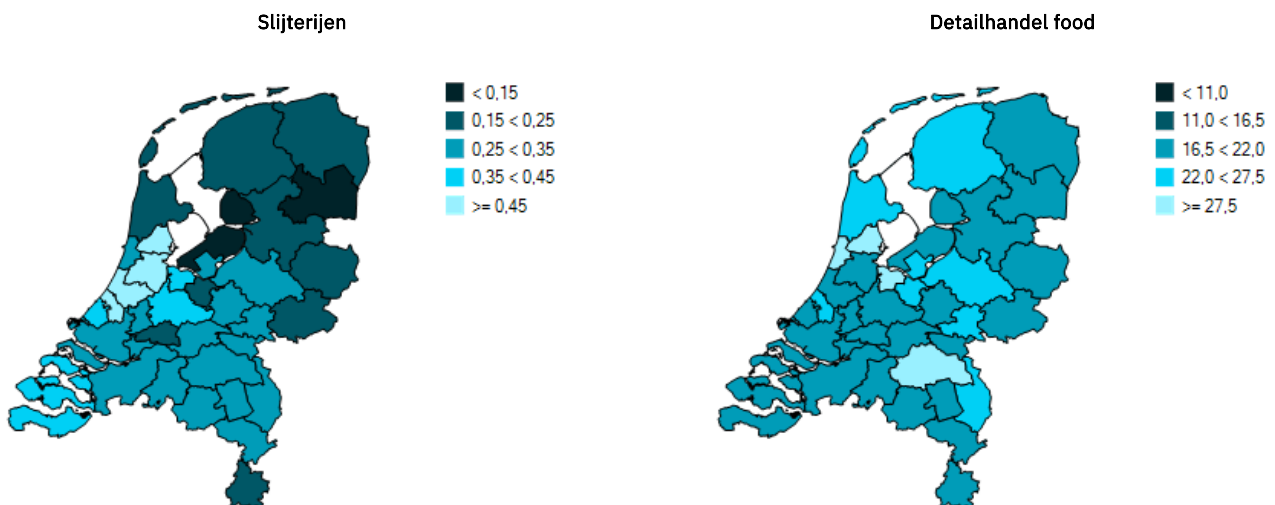 Slijterijen
< 0,15
0,15 < 0,25
0,25 < 0,35
0,35 < 0,45
>= 0,45
Detailhandel food
< 11,0
11,0 < 16,5
16,5 < 22,0
22,0 < 27,5
>= 27,5